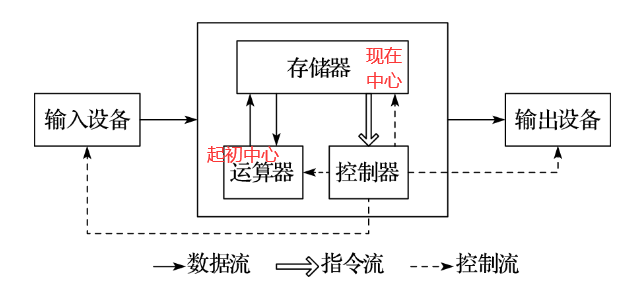 存储器
现在
中心
输入设备
输出设备
起初中心
运算器
控制器
数据流
指令流
控制流